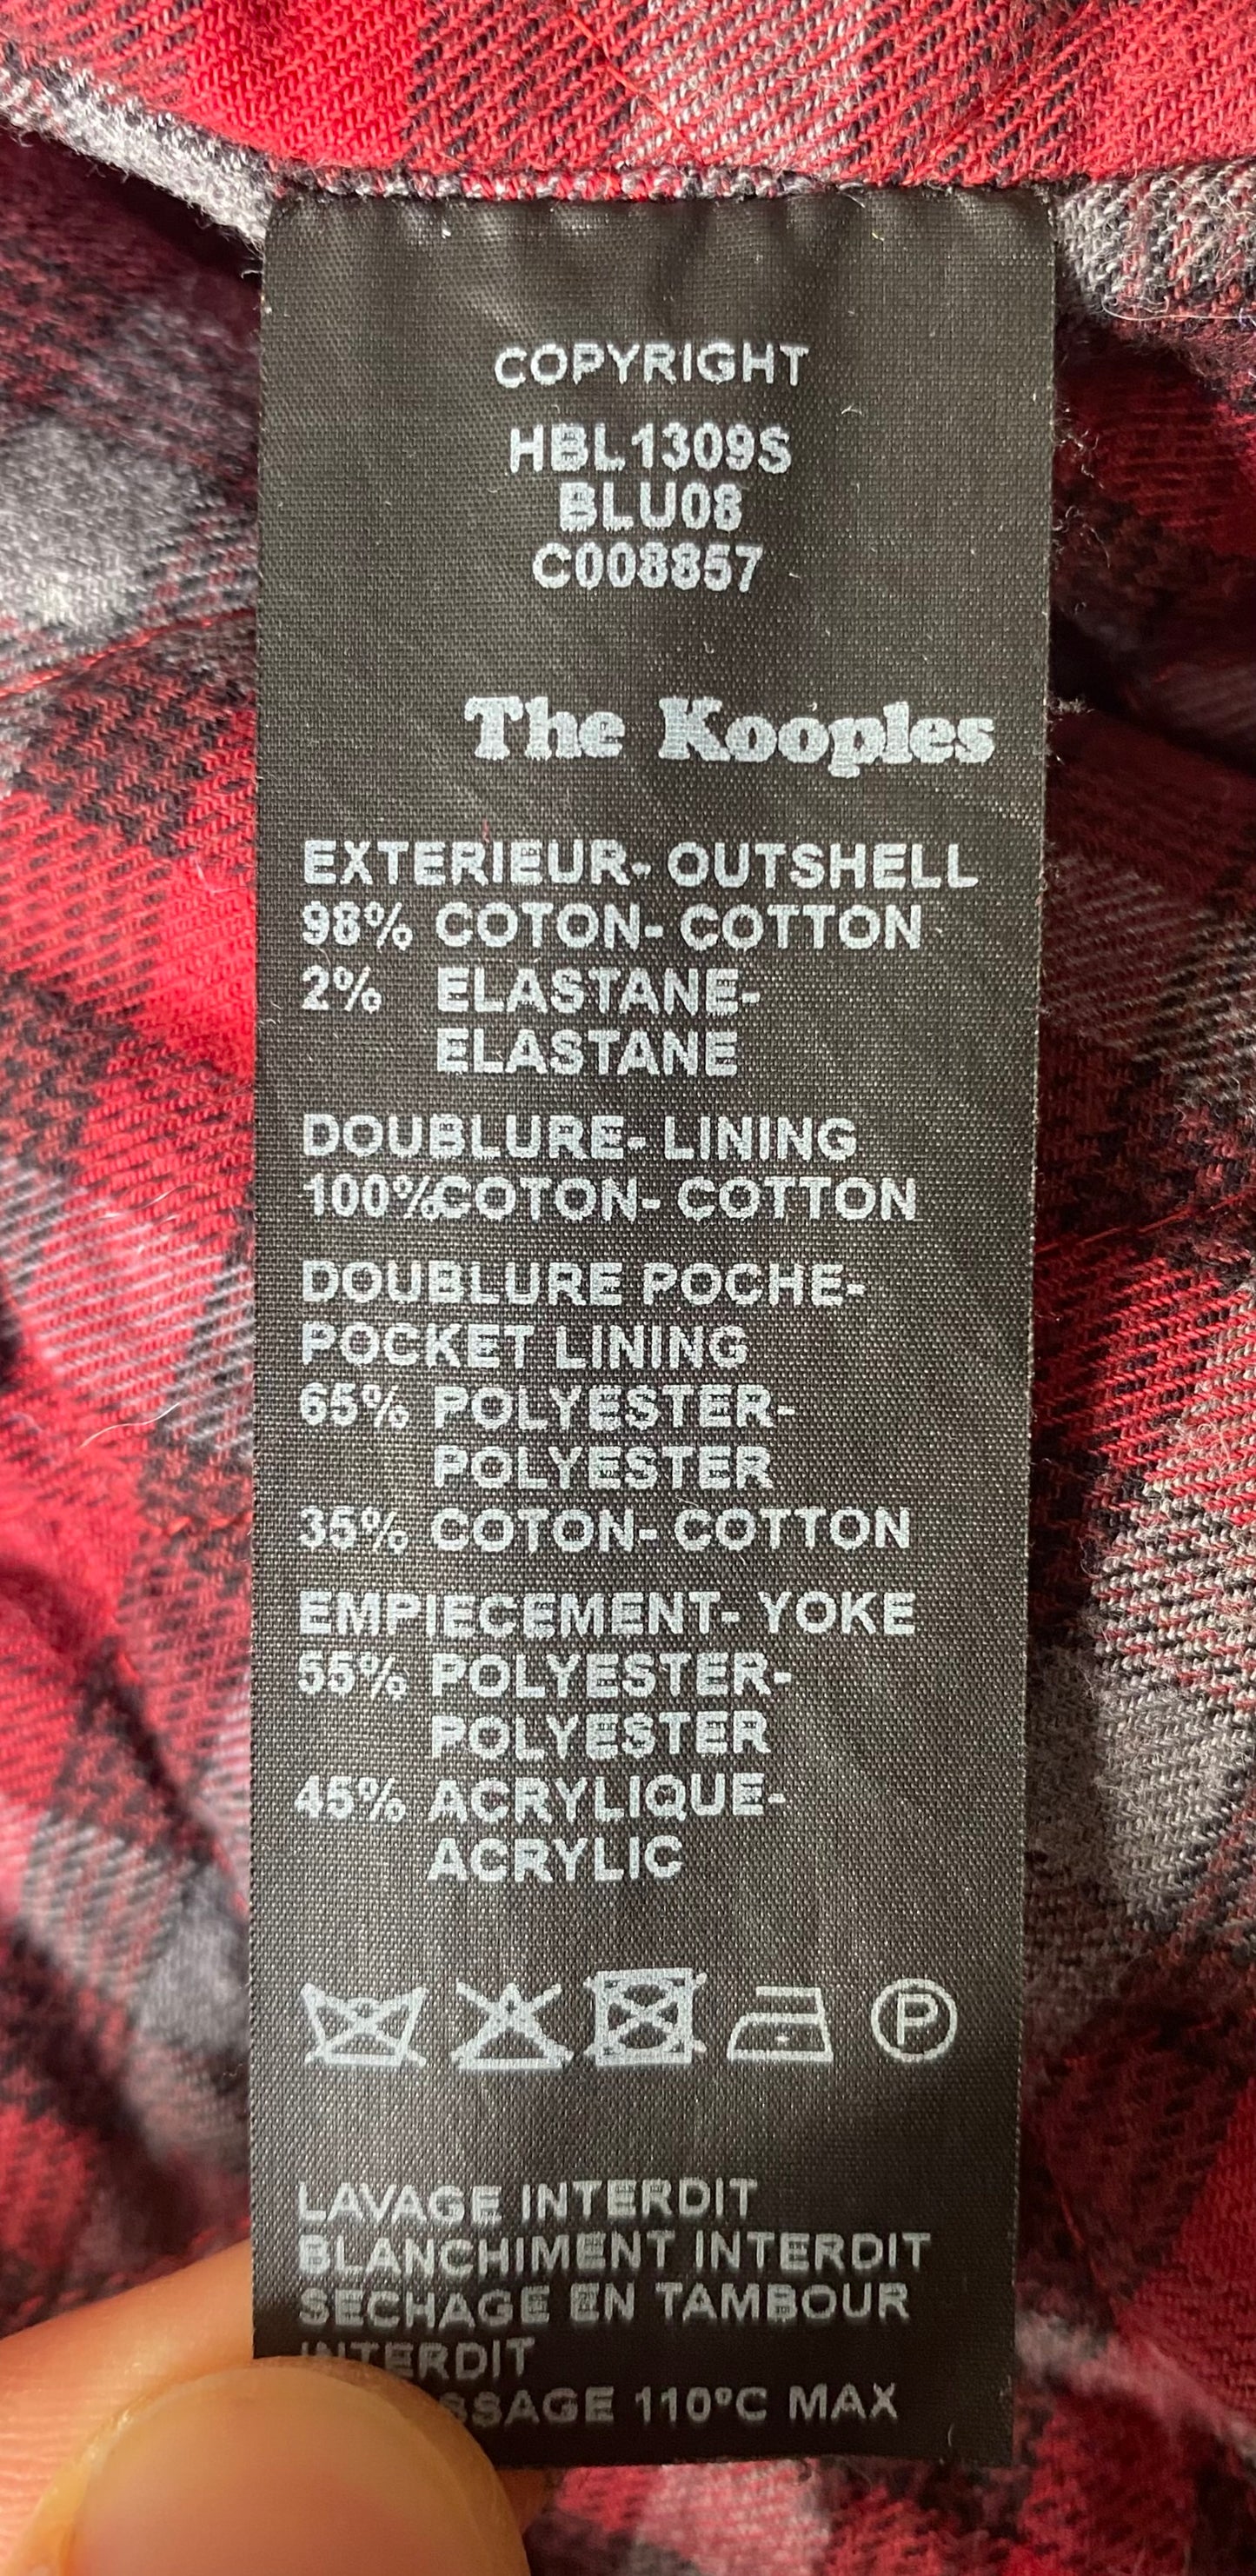 COPYRIGHT
HBL1309S
BLU08
C008857
The Kooples
EXTERIEUR- OUTSHELL
98% COTON- COTTON
2% ELASTANE-
ELASTANE
DOUBLURE- LINING
100%COTON- COTTON
DOUBLURE POCHE-
POCKET LINING
65% POLYESTER-
POLYESTER
35% COTON- COTTON
EMPIECEMENT- YOKE
55% POLYESTER-
POLYESTER
45% ACRYLIQUE-
ACRYLIC
P
LAVAGE INTERDIT
BLANCHIMENT INTERDIT
SECHAGE EN TAMBOUR
INTERDIT
110°C MAX